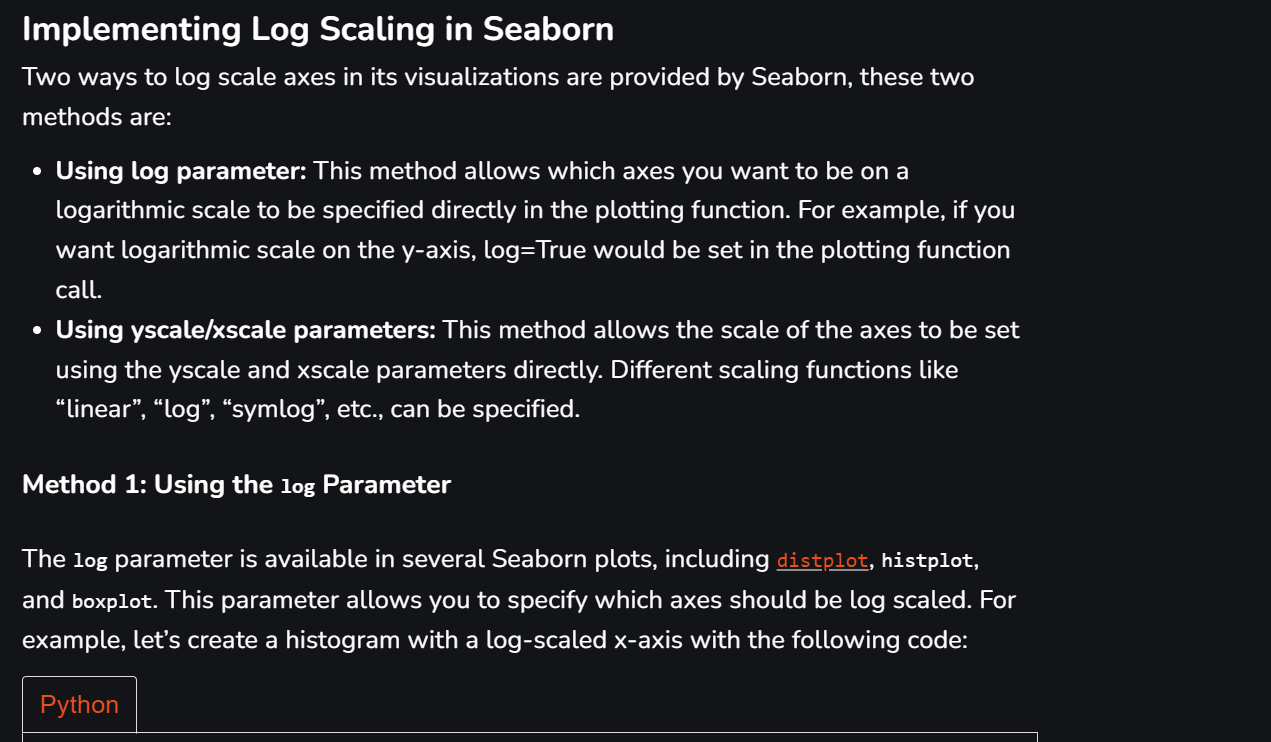 Implementing Log Scaling in Seaborn
Two ways to log scale axes in its visualizations are provided by Seaborn, these two
methods are:
• Using log parameter: This method allows which axes you want to be on a
logarithmic scale to be specified directly in the plotting function. For example, if you
want logarithmic scale on the y-axis, log=True would be set in the plotting function
call.
• Using yscale/xscale parameters: This method allows the scale of the axes to be set
using the yscale and xscale parameters directly. Different scaling functions like
“linear”, “log”, “symlog”, etc., can be specified.
Method 1: Using the log Parameter
The log parameter is available in several Seaborn plots, including distplot, histplot,
and boxplot. This parameter allows you to specify which axes should be log scaled. For
example, let’s create a histogram with a log-scaled x-axis with the following code:
Python